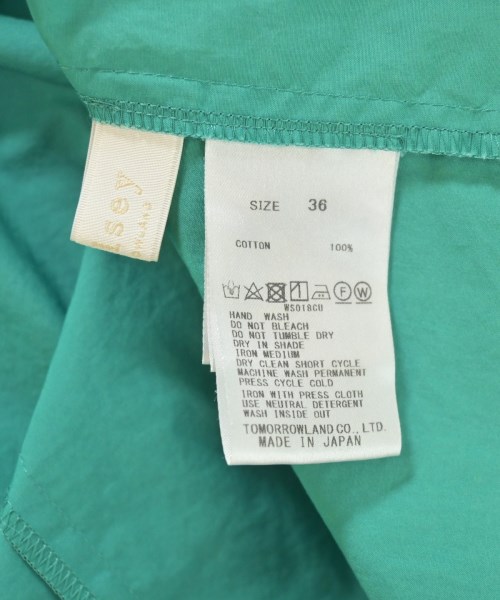 SIZE 36
COTTON 100%
WS018CU
HAND WASH
DO NOT BLEACH
DO NOT TUMBLE DRY
DRY IN SHADE
IRON MEDIUM
DRY CLEAN SHORT CYCLE
MACHINE WASH PERMANENT
PRESS CYCLE COLD
IRON WITH PRESS CLOTH
USE NEUTRAL DETERGENT
WASH INSIDE OUT
TOMORROWLAND CO., LTD.
MADE IN JAPAN